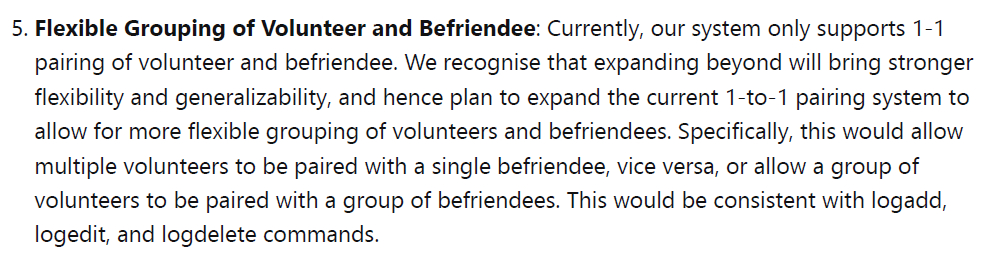 5. Flexible Grouping of Volunteer and Befriendee: Currently, our system only supports 1-1
pairing of volunteer and befriendee. We recognise that expanding beyond will bring stronger
flexibility and generalizability, and hence plan to expand the current 1-to-1 pairing system to
allow for more flexible grouping of volunteers and befriendees. Specifically, this would allow
multiple volunteers to be paired with a single befriendee, vice versa, or allow a group of
volunteers to be paired with a group of befriendees. This would be consistent with logadd,
logedit, and logdelete commands.